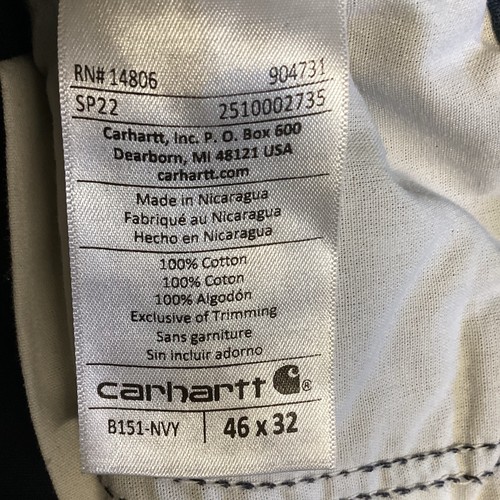 RN# 14806 904731
SP22 2510002735
Carhartt, Inc. P. O. Box 600
Dearborn, MI 48121 USA
carhartt.com
Made in Nicaragua
Fabriqué au Nicaragua
Hecho en Nicaragua
100% Cotton
100% Coton
100% Algodón
Exclusive of Trimming
Sans garniture
Sin incluir adorno
carhartt ®
B151-NVY 46 x 32